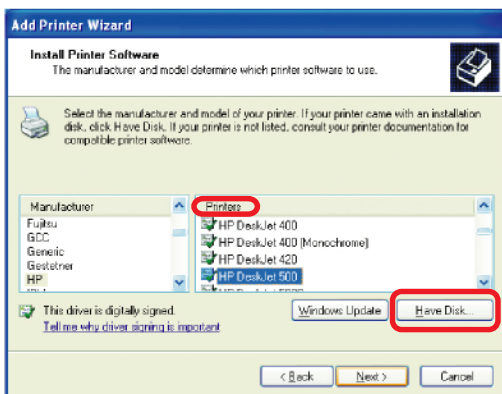 Add Printer Wizard
Install Printer Software
The manufacturer and model determine which printer software to use.
Select the manufacturer and model of your printer. If your printer came with an installation
disk, click Have Disk. If your printer is not listed, consult your printer documentation for
compatible printer software.
Manufacturer
Fujitsu
GCC
Generic
Gestetner
HP
Printers
HP DeskJet 400
HP DeskJet 400 (Monochrome)
HP DeskJet 420
HP DeskJet 500
This driver is digitally signed.
Tell me why driver signing is important
Windows Update
Have Disk...
< Back
Next >
Cancel